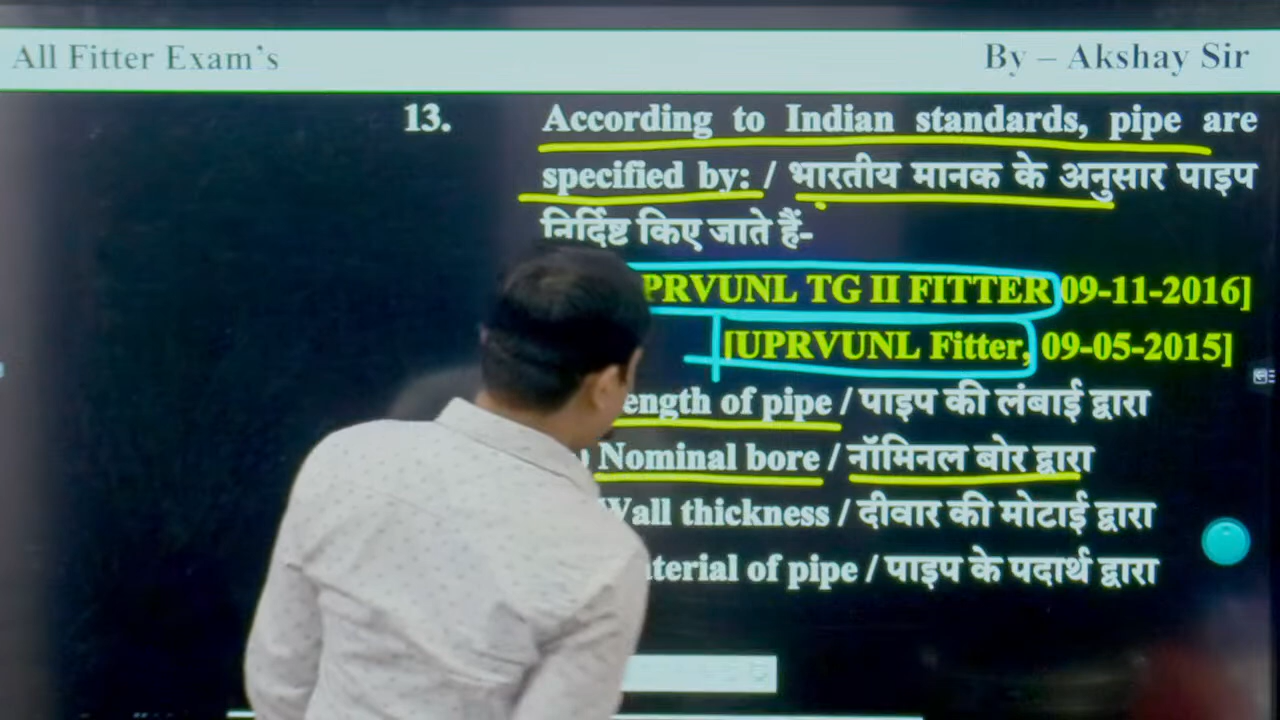 All Fitter Exam's
By – Akshay Sir
13. According to Indian standards, pipe are
specified by: / भारतीय मानक के अनुसार पाइप
निर्दिष्ट किए जाते हैं-
PRVUNL TG II FITTER 09-11-2016]
[UPRVUNL Fitter, 09-05-2015]
of pipe / पाइप की लंबाई द्वारा
Nominal bore / नॉमिनल बोर द्वारा
Wall thickness / दीवार की मोटाई द्वारा
of pipe / पाइप के पदार्थ द्वारा